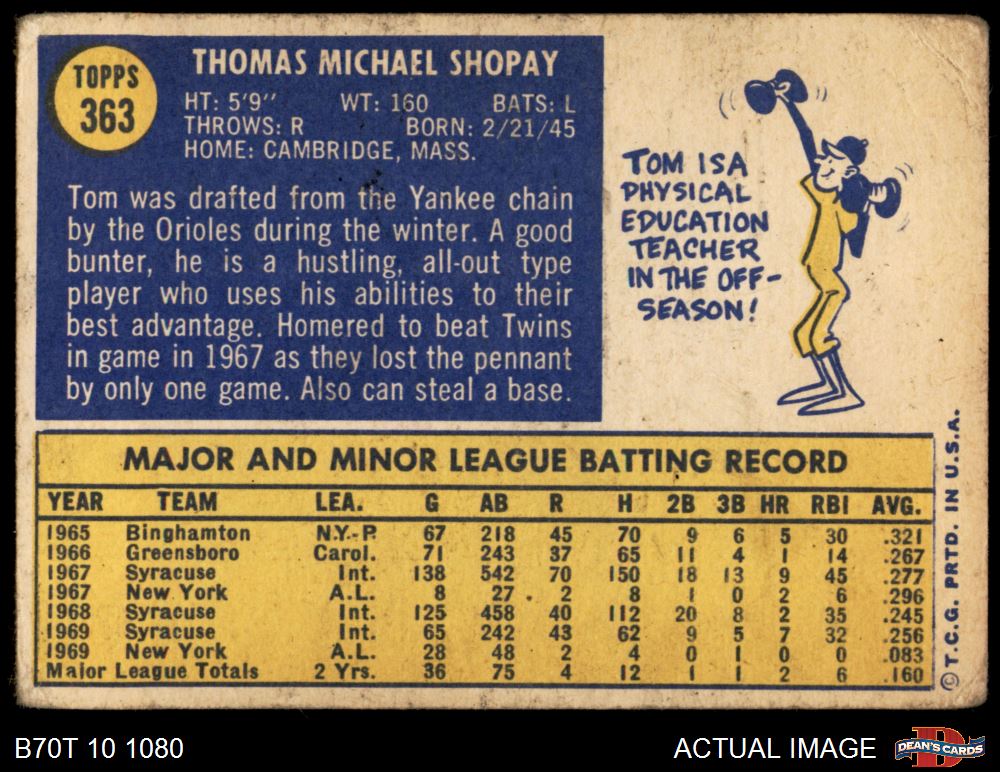 TOPPS
363
THOMAS MICHAEL SHOPAY
HT: 5'9" WT: 160 BATS: L
THROWS: R BORN: 2/21/45
HOME: CAMBRIDGE, MASS.
Tom was drafted from the Yankee chain
by the Orioles during the winter. A good
bunter, he is a hustling, all-out type
player who uses his abilities to their
best advantage. Homered to beat Twins
in game in 1967 as they lost the pennant
by only one game. Also can steal a base.
TOM IS A
PHYSICAL
EDUCATION
TEACHER
IN THE OFF-
SEASON!
MAJOR AND MINOR LEAGUE BATTING RECORD
YEAR TEAM LEA. G AB R H 2B 3B HR RBI AVG.
1965 Binghamton N.Y.-P. 67 218 45 70 9 6 5 30 .321
1966 Greensboro Carol. 71 243 37 65 11 4 1 14 .267
1967 Syracuse Int. 138 542 70 150 18 13 9 45 .277
1967 New York A.L. 8 27 2 8 1 0 2 6 .296
1968 Syracuse Int. 125 458 40 112 20 8 2 35 .245
1969 Syracuse Int. 65 242 43 62 9 5 7 32 .256
1969 New York A.L. 28 48 2 4 0 1 0 0 .083
Major League Totals 2 Yrs. 36 75 4 12 1 1 2 6 .160
© T.C.G. PRTD. IN U.S.A.
B70T 10 1080
ACTUAL IMAGE
DEAN'S CARDS